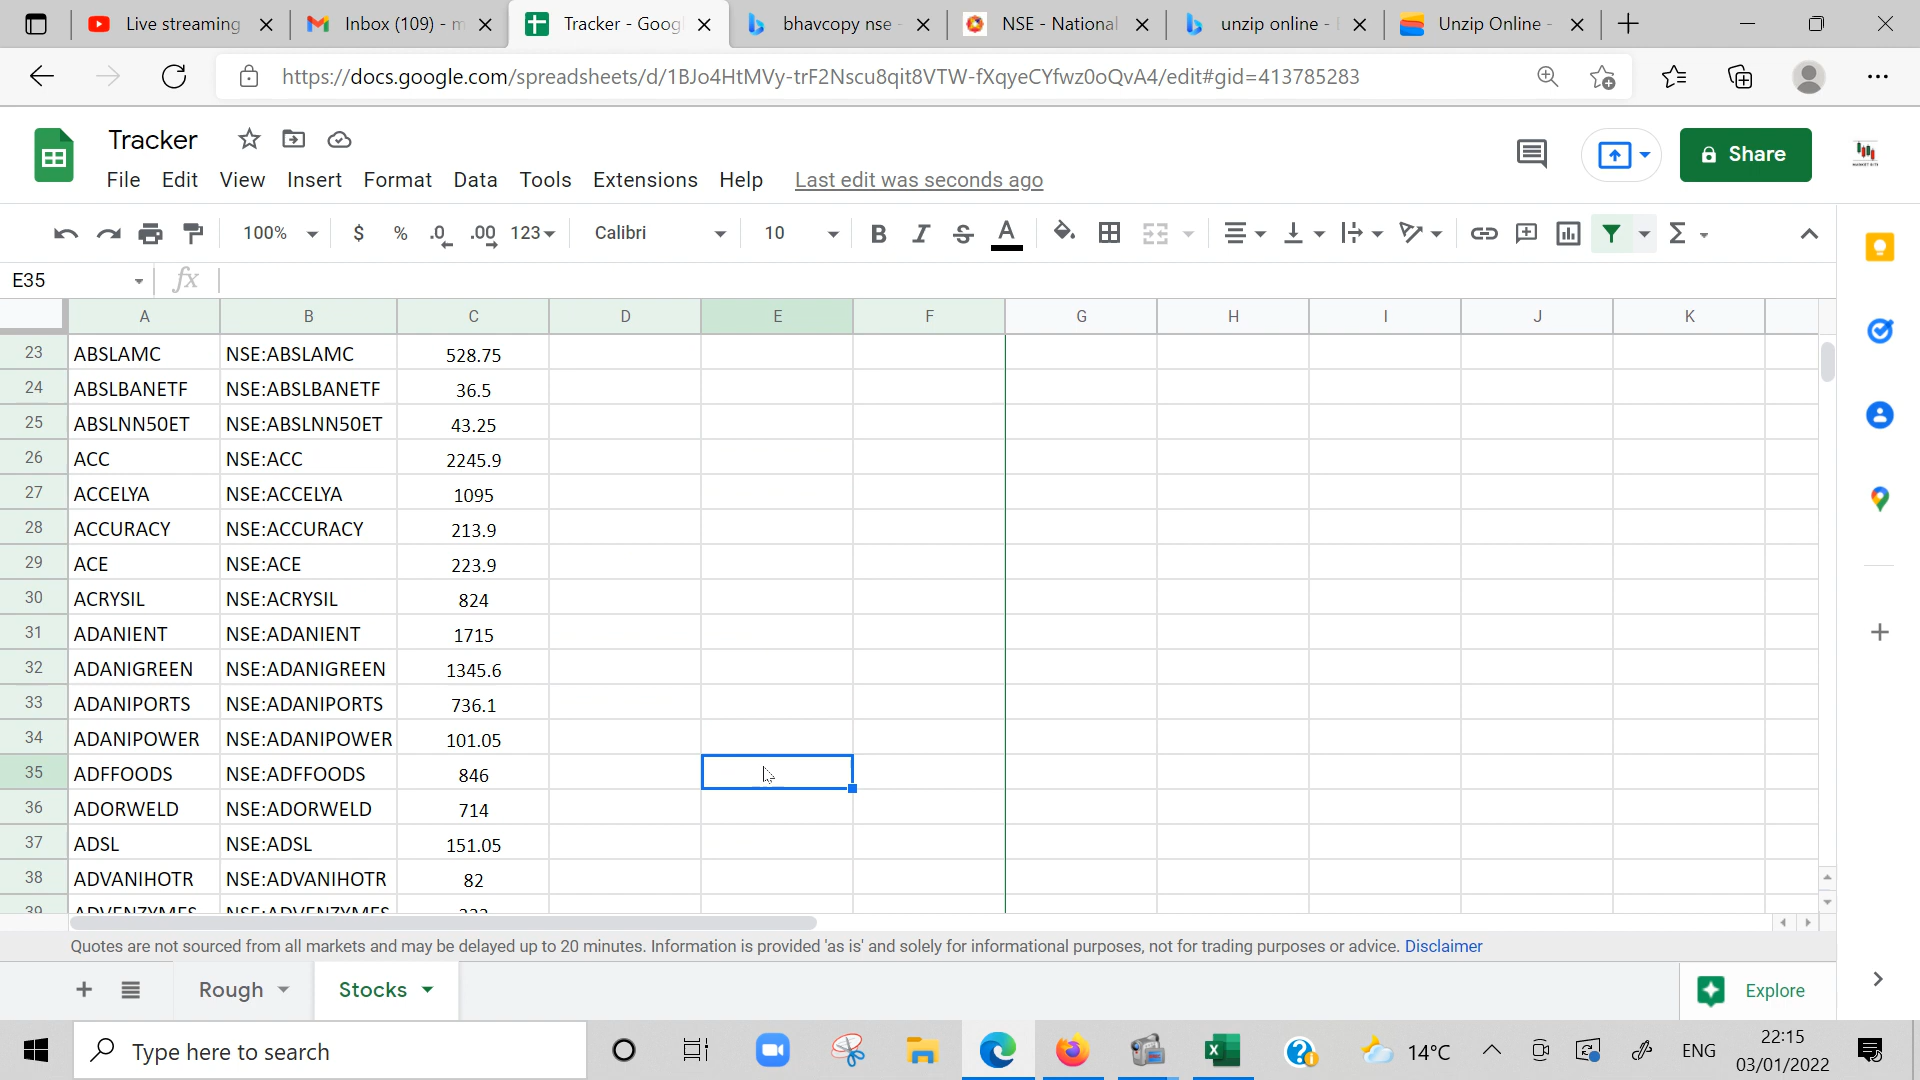 Live streaming
Inbox (109) - m
Tracker - Goog
bhavcopy nse -
NSE - National
unzip online -
Unzip Online -
https://docs.google.com/spreadsheets/d/1BJo4HtMVy-trF2Nscu8qit8VTW-fXqyeCYfwz0oQvA4/edit#gid=413785283
Tracker
Share
File Edit View Insert Format Data Tools Extensions Help Last edit was seconds ago
100% $ % .0 .00 123 Calibri 10 B I S A Σ
E35 fx
A B C D E F G H I J K
23 ABSLAMC NSE:ABSLAMC 528.75
24 ABSLBANETF NSE:ABSLBANETF 36.5
25 ABSLNN50ET NSE:ABSLNN50ET 43.25
26 ACC NSE:ACC 2245.9
27 ACCELYA NSE:ACCELYA 1095
28 ACCURACY NSE:ACCURACY 213.9
29 ACE NSE:ACE 223.9
30 ACRYSIL NSE:ACRYSIL 824
31 ADANIENT NSE:ADANIENT 1715
32 ADANIGREEN NSE:ADANIGREEN 1345.6
33 ADANIPORTS NSE:ADANIPORTS 736.1
34 ADANIPOWER NSE:ADANIPOWER 101.05
35 ADFFOODS NSE:ADFFOODS 846
36 ADORWELD NSE:ADORWELD 714
37 ADSL NSE:ADSL 151.05
38 ADVANIHOTR NSE:ADVANIHOTR 82
39 ADVENZYMES NSE:ADVENZYMES
Quotes are not sourced from all markets and may be delayed up to 20 minutes. Information is provided 'as is' and solely for informational purposes, not for trading purposes or advice. Disclaimer
Rough Stocks Explore
Type here to search
14°C
ENG
22:15
03/01/2022